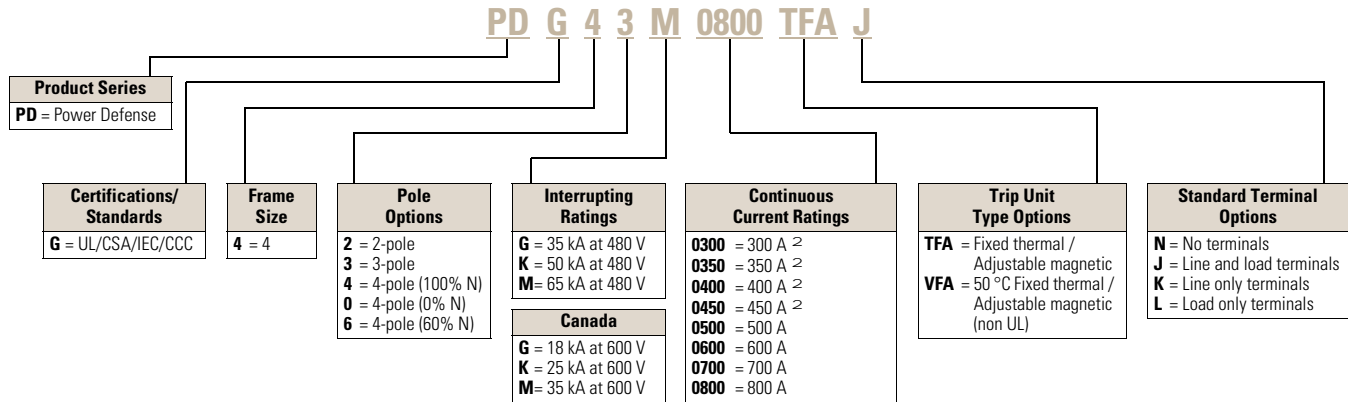 PD G 4 3 M 0800 TFA J
Product Series
PD = Power Defense
Certifications/
Standards
G = UL/CSA/IEC/CCC
Frame
Size
4 = 4
Pole
Options
2 = 2-pole
3 = 3-pole
4 = 4-pole (100% N)
0 = 4-pole (0% N)
6 = 4-pole (60% N)
Interrupting
Ratings
G = 35 kA at 480 V
K = 50 kA at 480 V
M= 65 kA at 480 V
Canada
G = 18 kA at 600 V
K = 25 kA at 600 V
M= 35 kA at 600 V
Continuous
Current Ratings
0300 = 300 A 2
0350 = 350 A 2
0400 = 400 A 2
0450 = 450 A 2
0500 = 500 A
0600 = 600 A
0700 = 700 A
0800 = 800 A
Trip Unit
Type Options
TFA = Fixed thermal /
Adjustable magnetic
VFA = 50 °C Fixed thermal /
Adjustable magnetic
(non UL)
Standard Terminal
Options
N = No terminals
J = Line and load terminals
K = Line only terminals
L = Load only terminals